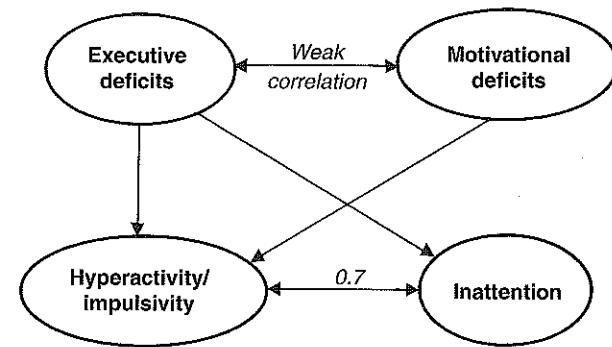 Executive
deficits
Weak
correlation
Motivational
deficits
Hyperactivity/
impulsivity
0.7
Inattention